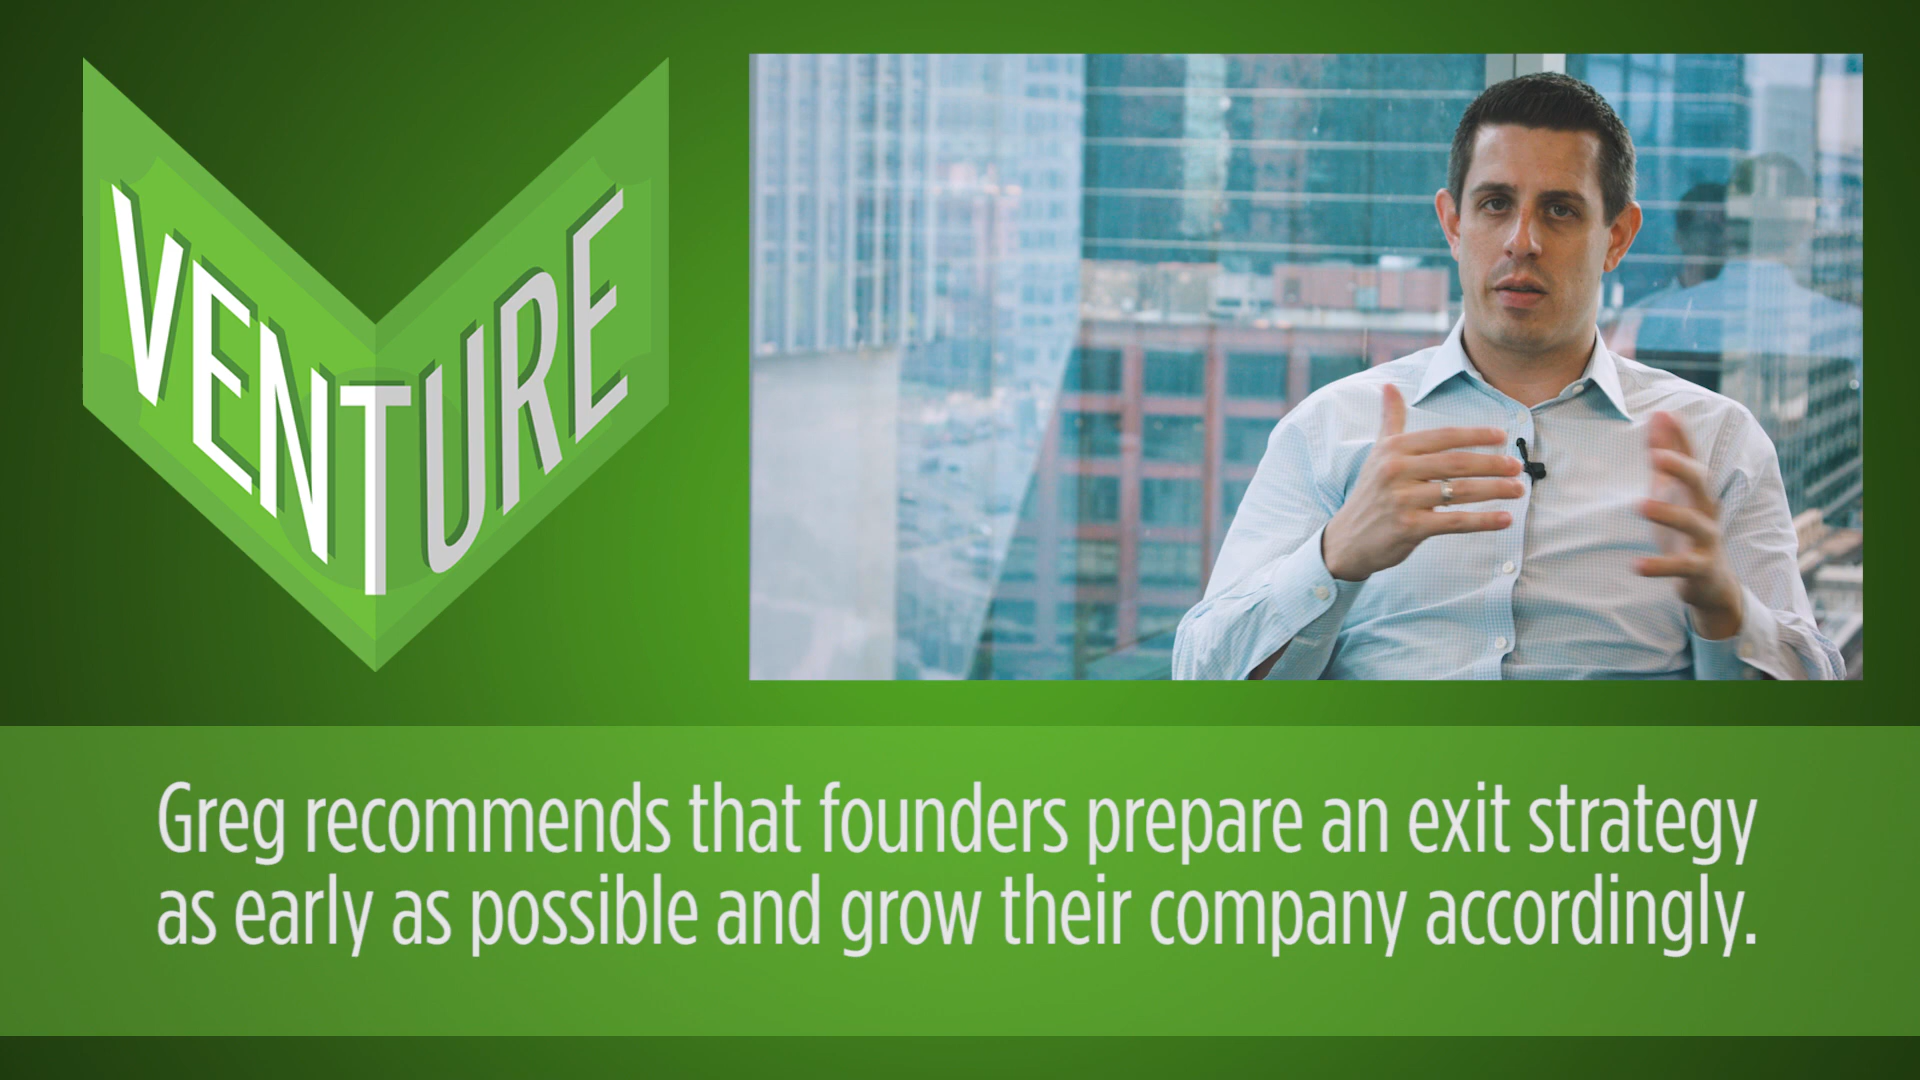 VENTURE
Greg recommends that founders prepare an exit strategy
as early as possible and grow their company accordingly.